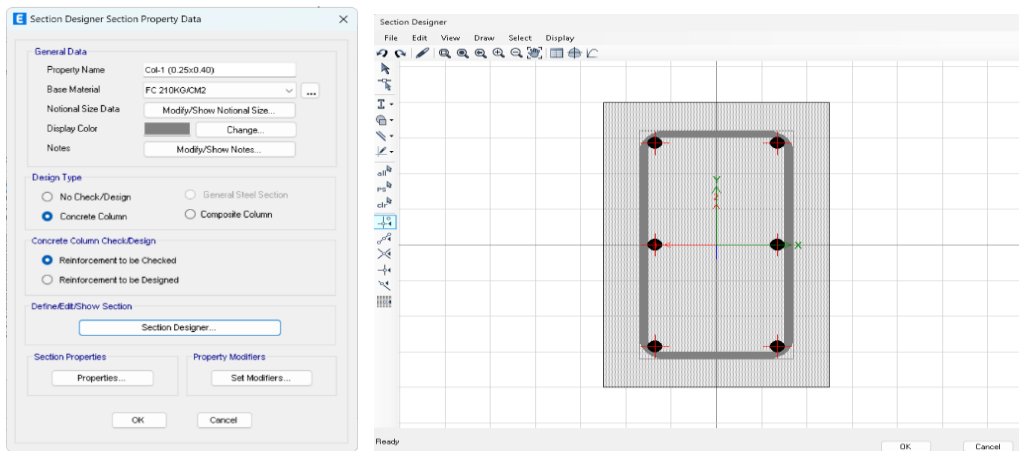 Section Designer Section Property Data
General Data
Property Name Col-1 (0.25x0.40)
Base Material FC 210KG/CM2 ...
Notional Size Data Modify/Show Notional Size...
Display Color Change...
Notes Modify/Show Notes...
Design Type
No Check/Design General Steel Section
Concrete Column Composite Column
Concrete Column Check/Design
Reinforcement to be Checked
Reinforcement to be Designed
Define/Edit/Show Section
Section Designer...
Section Properties Property Modifiers
Properties... Set Modifiers...
OK Cancel
Section Designer
File Edit View Draw Select Display
all
ps
clr
Y
X
Ready
OK Cancel